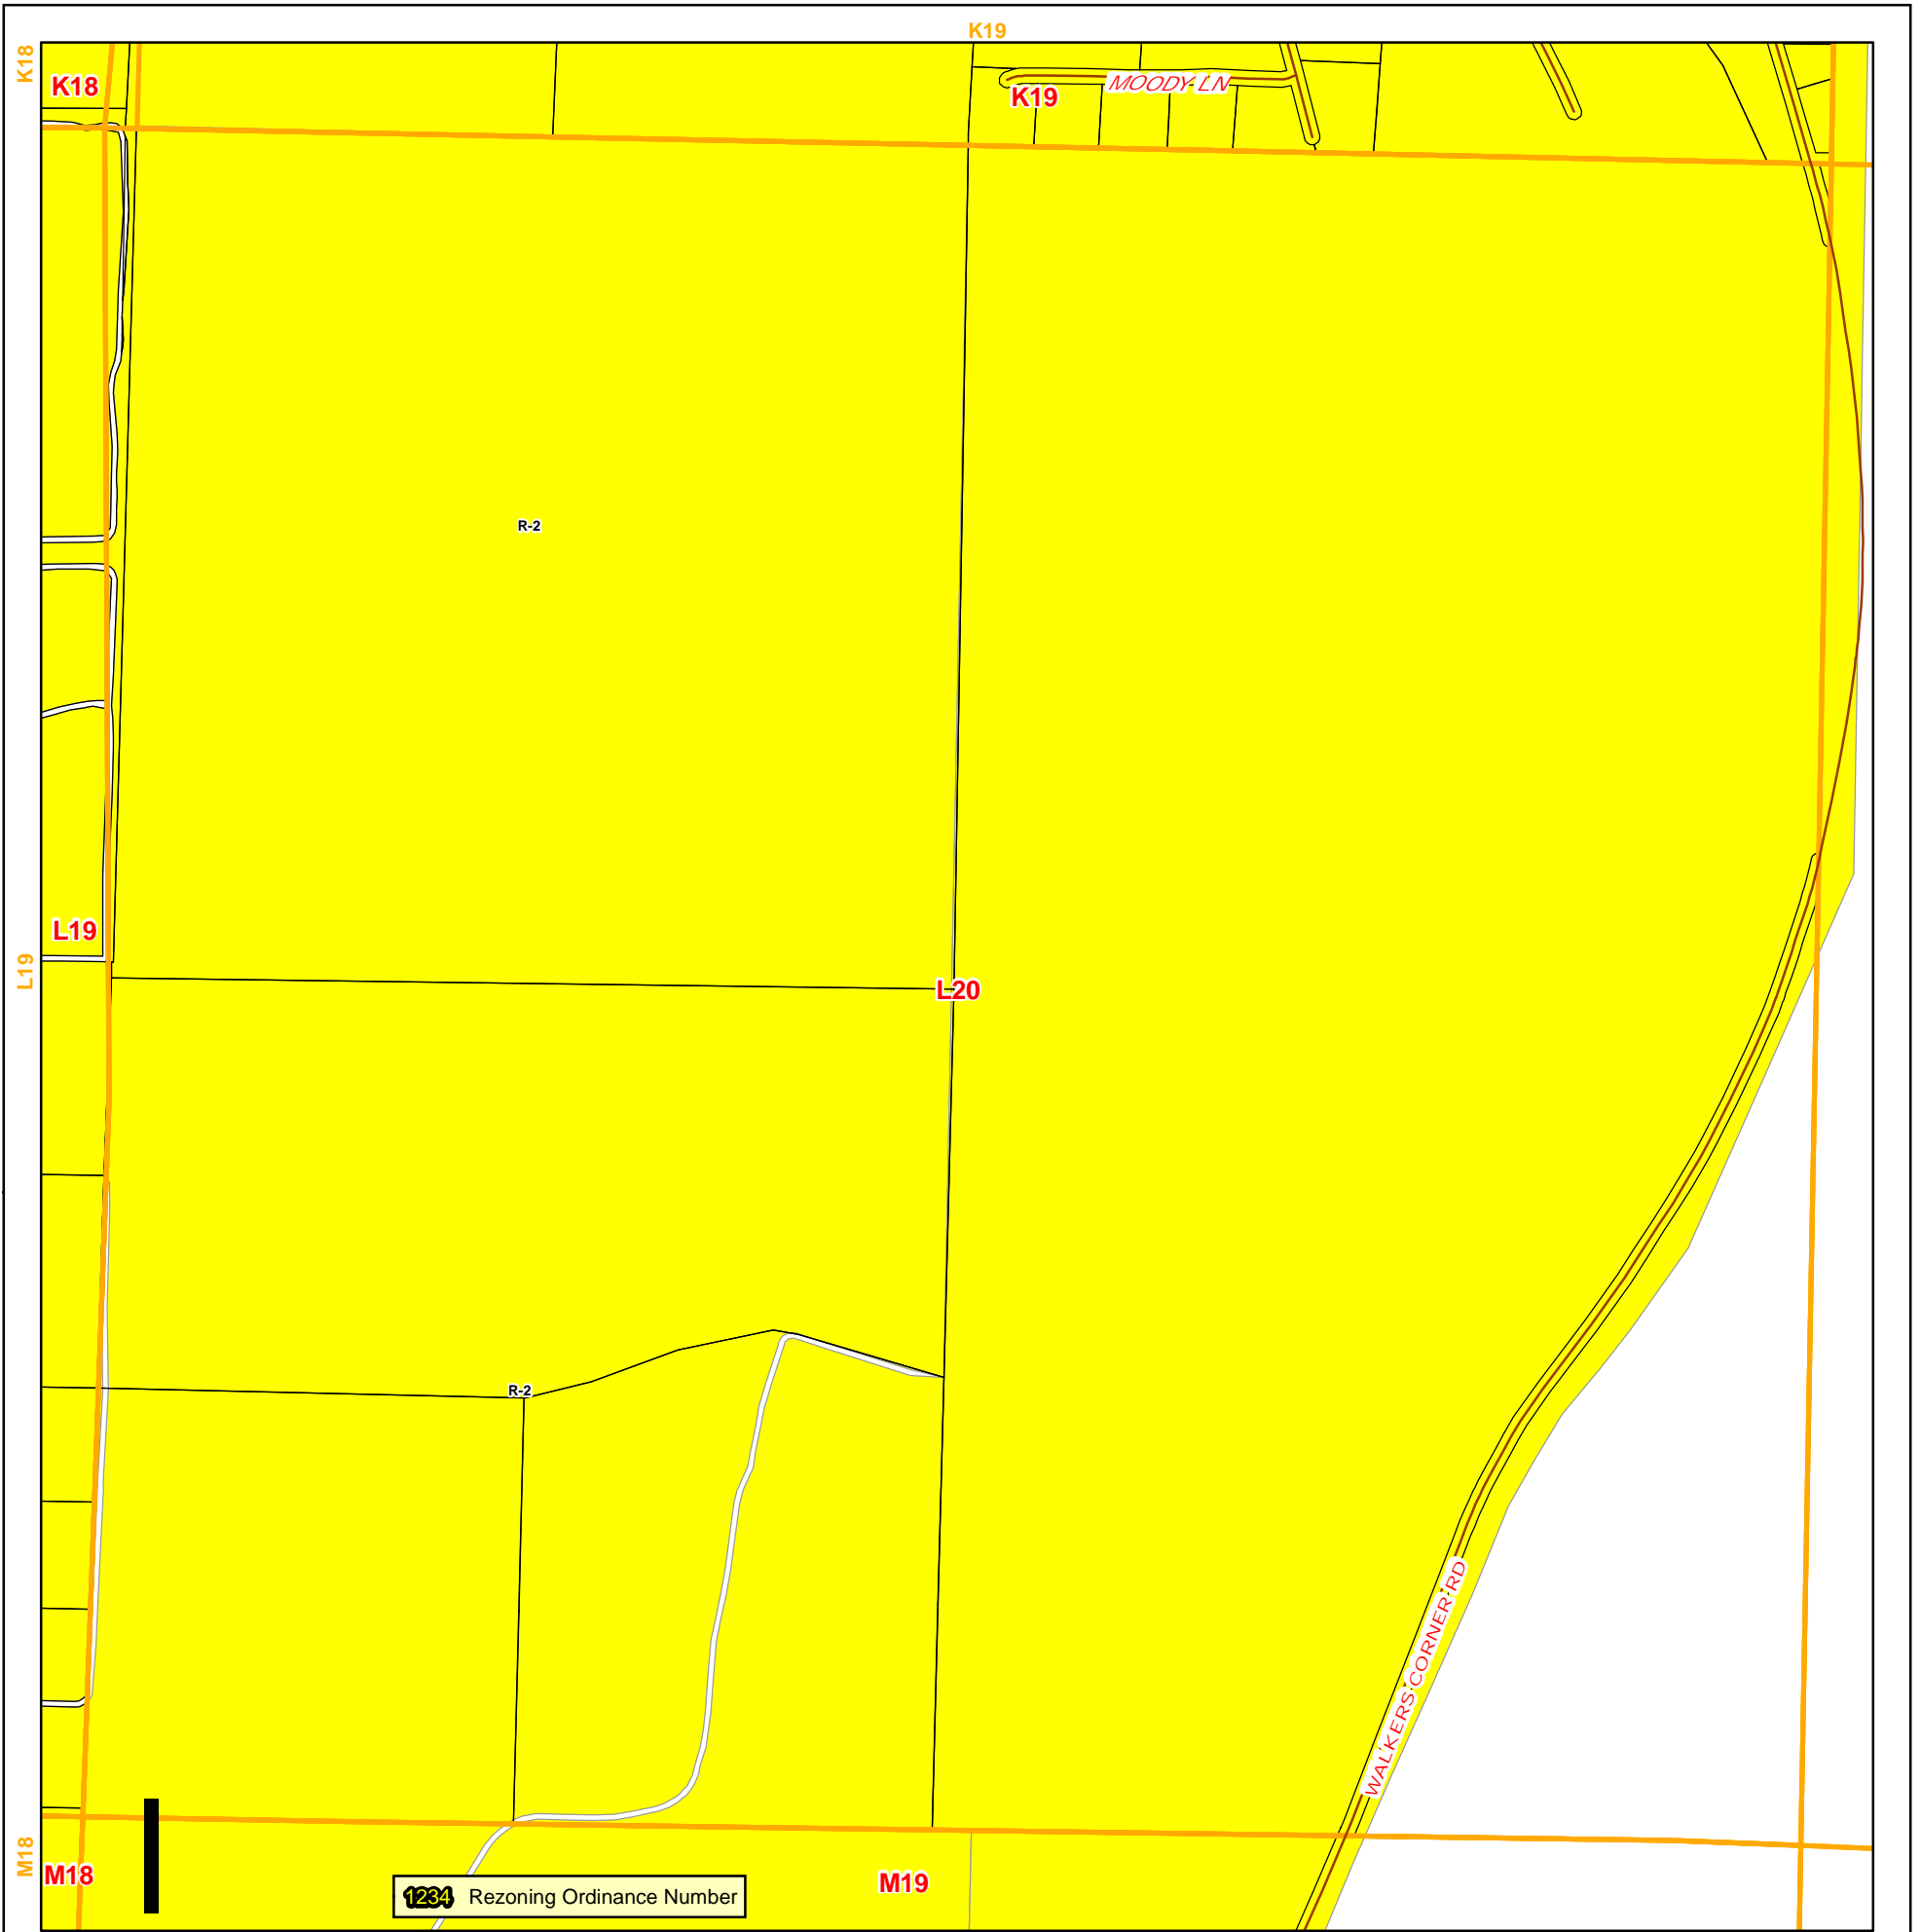 K19
K18
K18
MOODY LN
K19
R-2
L19
L19
L20
R-2
WALKERS CORNER RD
M18
M18
M19
1234 Rezoning Ordinance Number